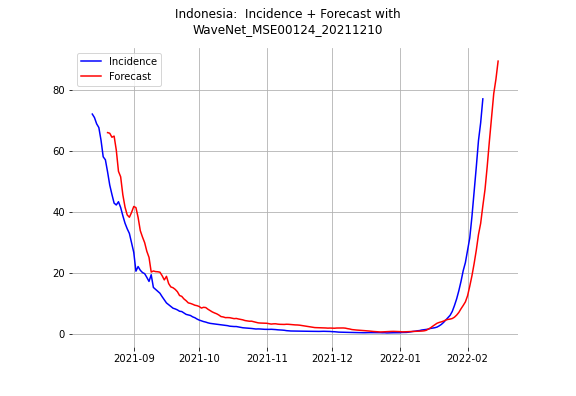 Indonesia:  Incidence + Forecast with
WaveNet_MSE00124_20211210
Incidence
Forecast
80
60
40
20
0
2021-09
2021-10
2021-11
2021-12
2022-01
2022-02